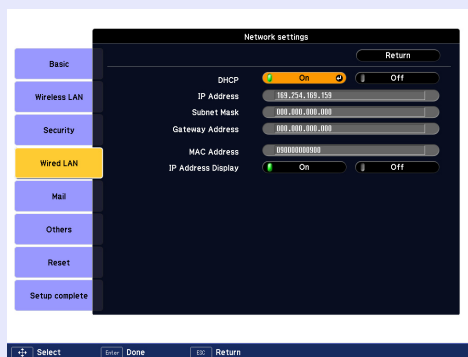 Network settings
Return
Basic
DHCP On Off
IP Address 169.254.169.159
Wireless LAN
Subnet Mask 000.000.000.000
Security
Gateway Address 000.000.000.000
MAC Address 090000000900
Wired LAN
IP Address Display On Off
Mail
Others
Reset
Setup complete
Select Enter Done ESC Return